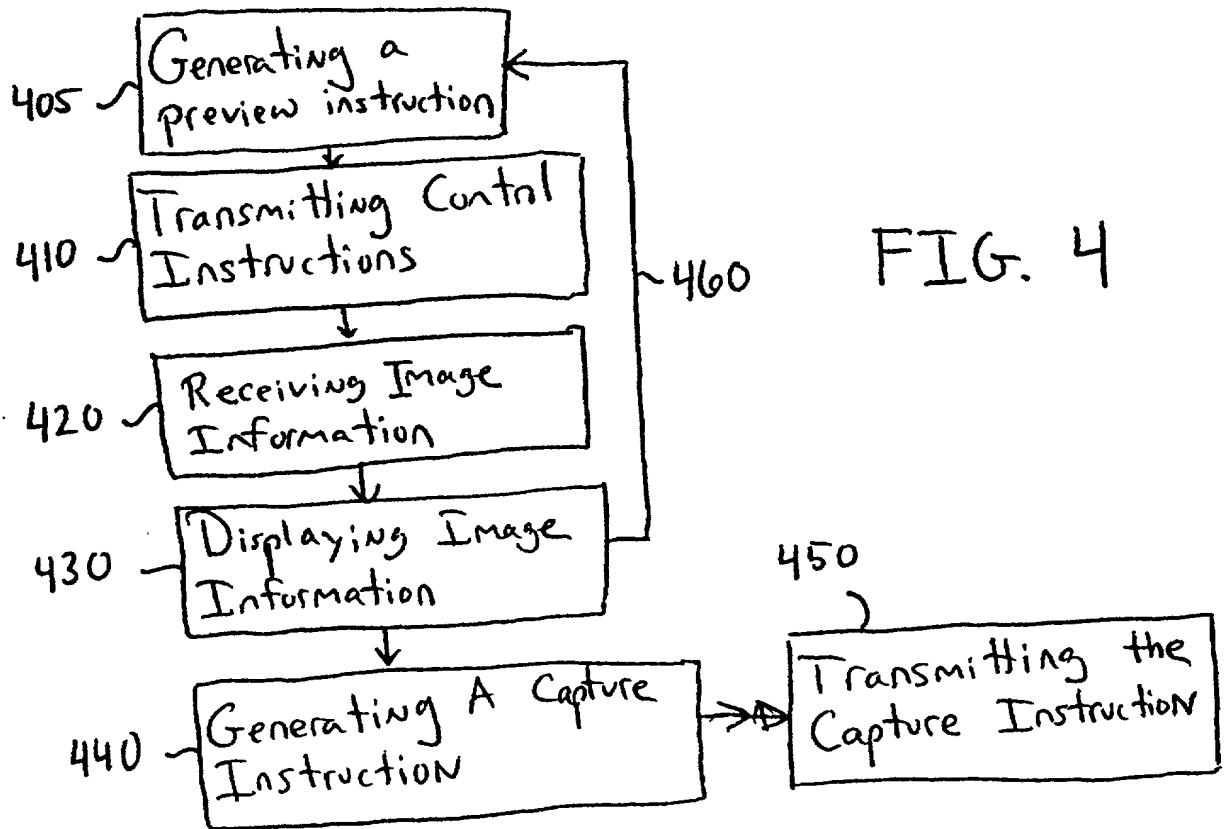 Generating a
preview instruction
405
Transmitting Control
Instructions
410
460
FIG. 4
Receiving Image
Information
420
Displaying Image
Information
430
450
Generating A Capture
Instruction
440
Transmitting the
Capture Instruction